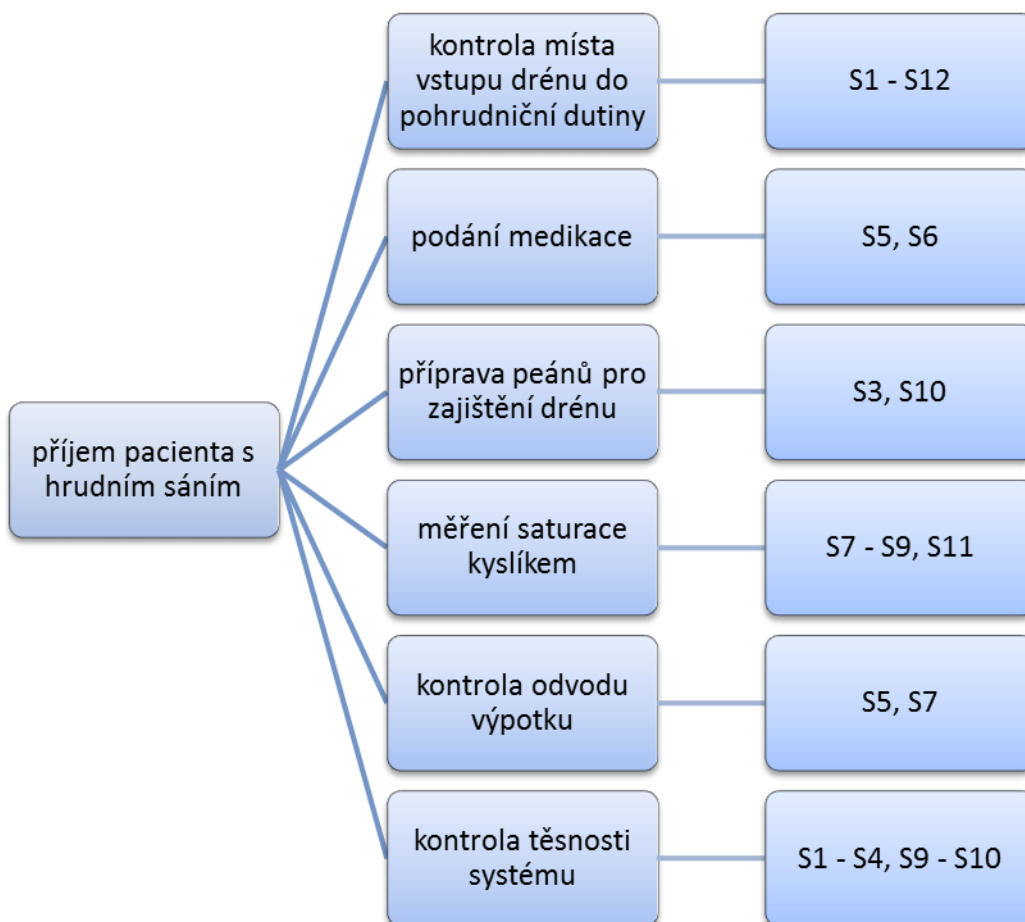 příjem pacienta s
hrudním sáním
kontrola místa
vstupu drénu do
pohrudniční dutiny
S1 - S12
podání medikace
S5, S6
příprava peánů pro
zajištění drénu
S3, S10
měření saturace
kyslíkem
S7 - S9, S11
kontrola odvodu
výpotku
S5, S7
kontrola těsnosti
systému
S1 - S4, S9 - S10